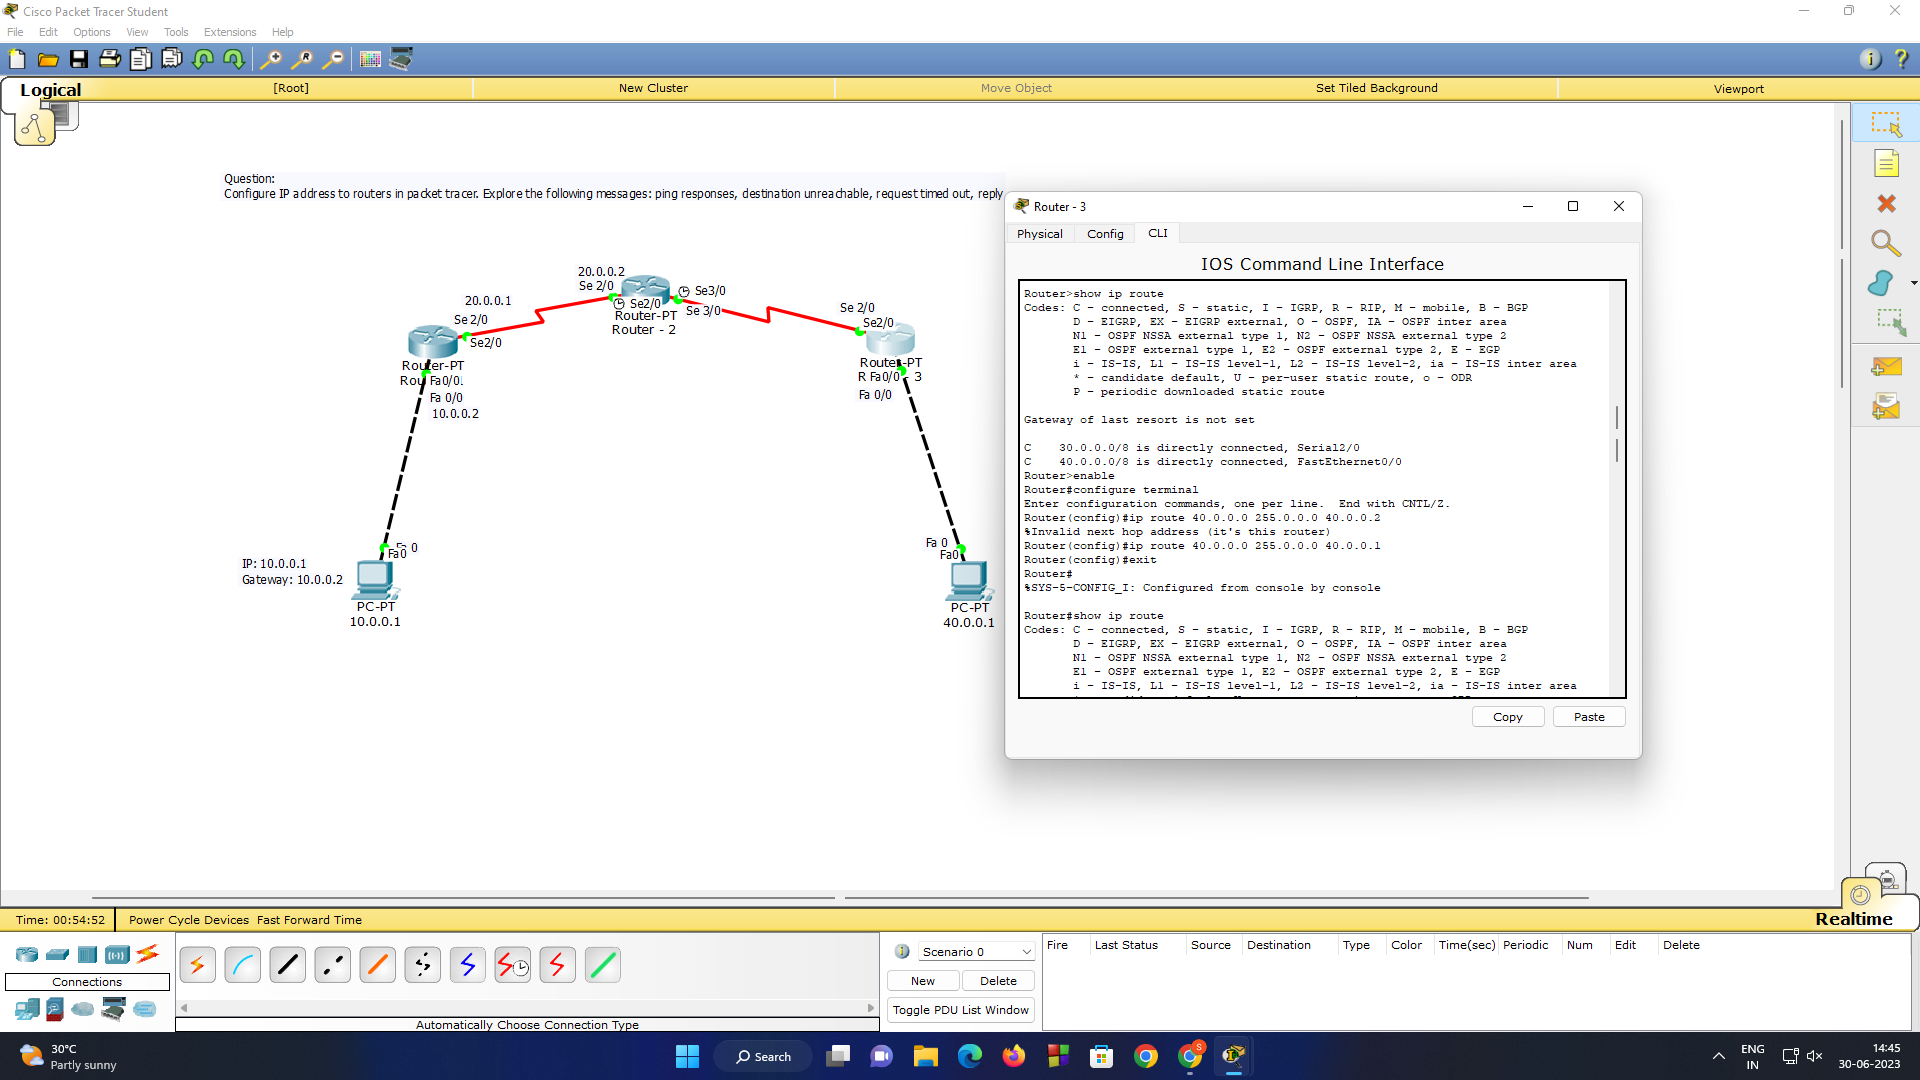 Cisco Packet Tracer Student
File Edit Options View Tools Extensions Help
Logical [Root] New Cluster Move Object Set Tiled Background Viewport
Question:
Configure IP address to routers in packet tracer. Explore the following messages: ping responses, destination unreachable, request timed out, reply
20.0.0.2
Se 2/0
Se2/0
Se3/0
Se 3/0
Router-PT
Router - 2
20.0.0.1
Se 2/0
Se2/0
Router-PT
Fa0/0
Fa 0/0
10.0.0.2
Se 2/0
Se2/0
Router-PT
R Fa0/0 - 3
Fa 0/0
Fa0 0
IP: 10.0.0.1
Gateway: 10.0.0.2
PC-PT
10.0.0.1
Fa 0
Fa0
PC-PT
40.0.0.1
Router - 3
Physical Config CLI
IOS Command Line Interface
Router>show ip route
Codes: C - connected, S - static, I - IGRP, R - RIP, M - mobile, B - BGP
D - EIGRP, EX - EIGRP external, O - OSPF, IA - OSPF inter area
N1 - OSPF NSSA external type 1, N2 - OSPF NSSA external type 2
E1 - OSPF external type 1, E2 - OSPF external type 2, E - EGP
i - IS-IS, L1 - IS-IS level-1, L2 - IS-IS level-2, ia - IS-IS inter area
* - candidate default, U - per-user static route, o - ODR
P - periodic downloaded static route
Gateway of last resort is not set
C 30.0.0.0/8 is directly connected, Serial2/0
C 40.0.0.0/8 is directly connected, FastEthernet0/0
Router>enable
Router#configure terminal
Enter configuration commands, one per line. End with CNTL/Z.
Router(config)#ip route 40.0.0.0 255.0.0.0 40.0.0.2
%Invalid next hop address (it's this router)
Router(config)#ip route 40.0.0.0 255.0.0.0 40.0.0.1
Router(config)#exit
Router#
%SYS-5-CONFIG_I: Configured from console by console
Router#show ip route
Codes: C - connected, S - static, I - IGRP, R - RIP, M - mobile, B - BGP
D - EIGRP, EX - EIGRP external, O - OSPF, IA - OSPF inter area
N1 - OSPF NSSA external type 1, N2 - OSPF NSSA external type 2
E1 - OSPF external type 1, E2 - OSPF external type 2, E - EGP
i - IS-IS, L1 - IS-IS level-1, L2 - IS-IS level-2, ia - IS-IS inter area
Copy Paste
Time: 00:54:52 Power Cycle Devices Fast Forward Time
Realtime
Connections
Automatically Choose Connection Type
Scenario 0
New Delete
Toggle PDU List Window
Fire Last Status Source Destination Type Color Time(sec) Periodic Num Edit Delete
30°C
Partly sunny
Search
S
ENG
IN
14:45
30-06-2023